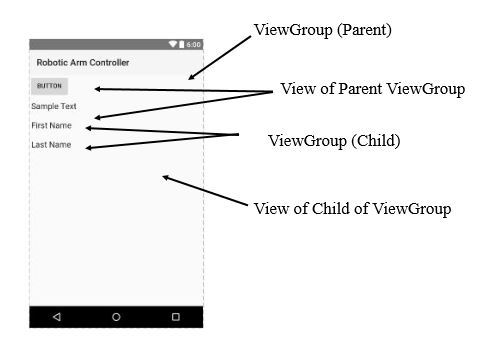 ViewGroup (Parent)
6:00
Robotic Arm Controller
BUTTON
View of Parent ViewGroup
Sample Text
First Name
ViewGroup (Child)
Last Name
View of Child of ViewGroup